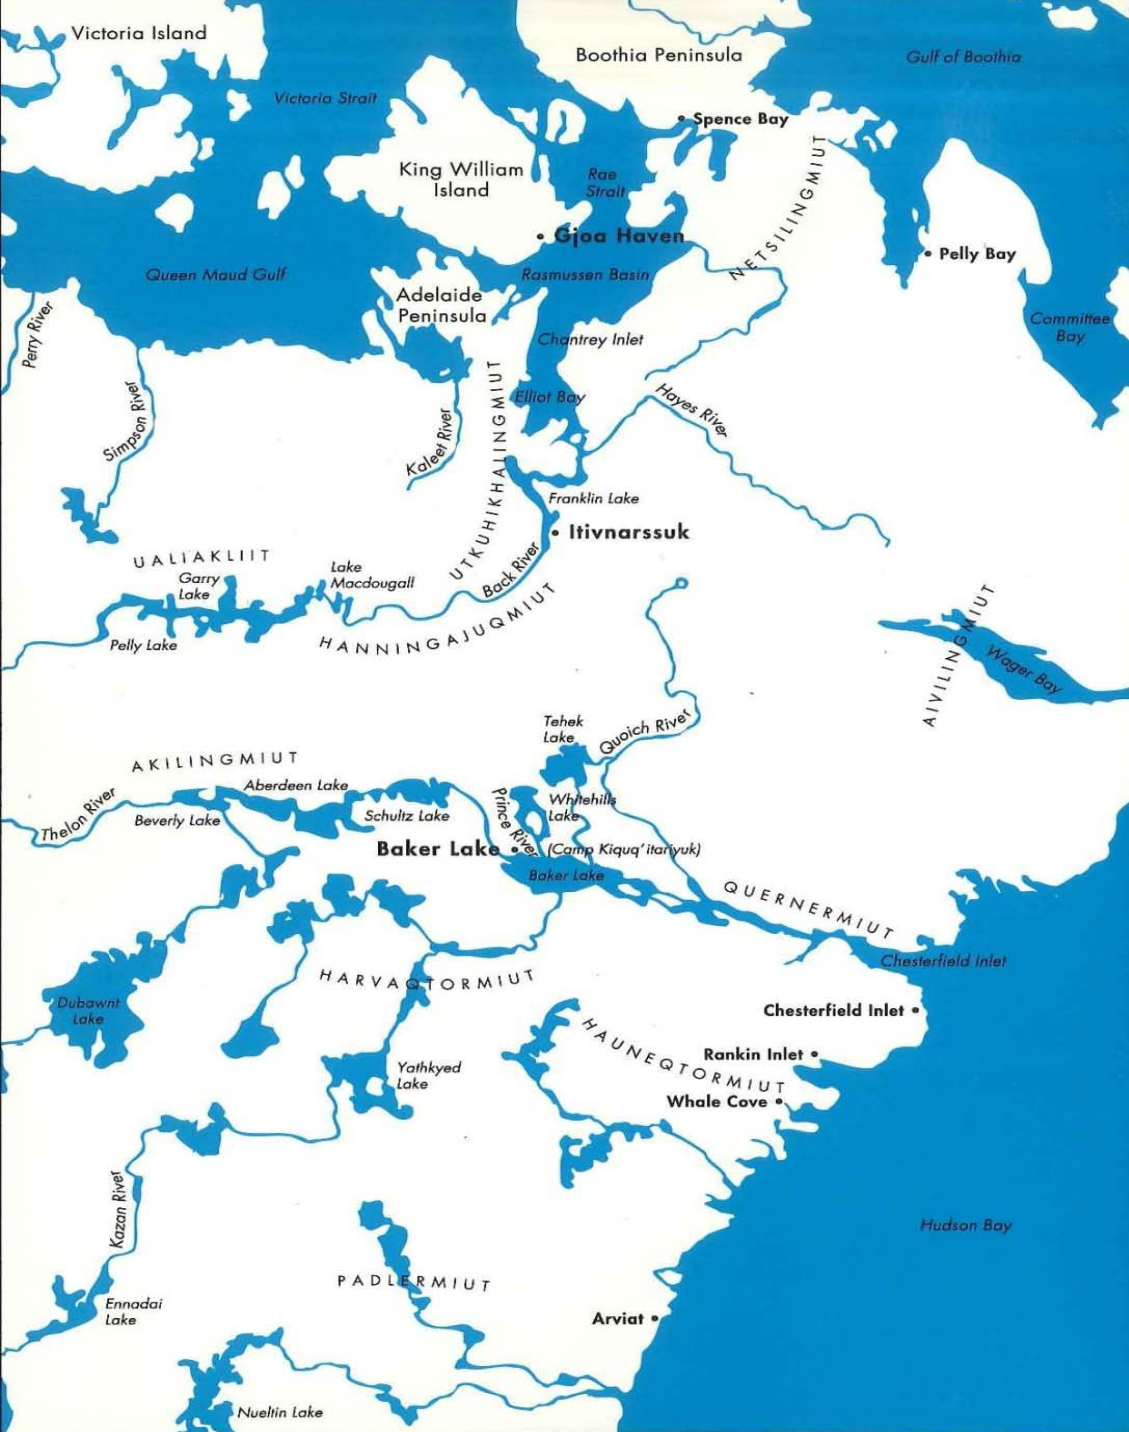 Victoria Island
Boothia Peninsula
Gulf of Boothia
Victoria Strait
Spence Bay
King William
Island
Rae
Strait
NETSILINGMIUT
Gjoa Haven
Pelly Bay
Queen Maud Gulf
Rasmussen Basin
Adelaide
Peninsula
Committee
Bay
Perry River
Chantrey Inlet
Simpson River
Elliot Bay
Hayes River
Kaleet River
UTKUHIKHALINGMIUT
Franklin Lake
Itivnarssuk
UALIAKLIIT
Garry
Lake
Lake
Macdougall
Back River
HANNINGAJUQMIUT
Pelly Lake
AIVILINGMIUT
Wager Bay
Tehek
Lake
Quoich River
AKILINGMIUT
Aberdeen Lake
Thelon River
Beverly Lake
Schultz Lake
Prince River
Whitehills
Lake
Baker Lake
(Camp Kiquq'itariyuk)
Baker Lake
QUERNERMIUT
Chesterfield Inlet
HARVAQTORMIUT
Dubawnt
Lake
Chesterfield Inlet
HAUNEQTORMIUT
Rankin Inlet
Yathkyed
Lake
Whale Cove
Kazan River
Hudson Bay
PADLERMIUT
Ennadai
Lake
Arviat
Nueltin Lake